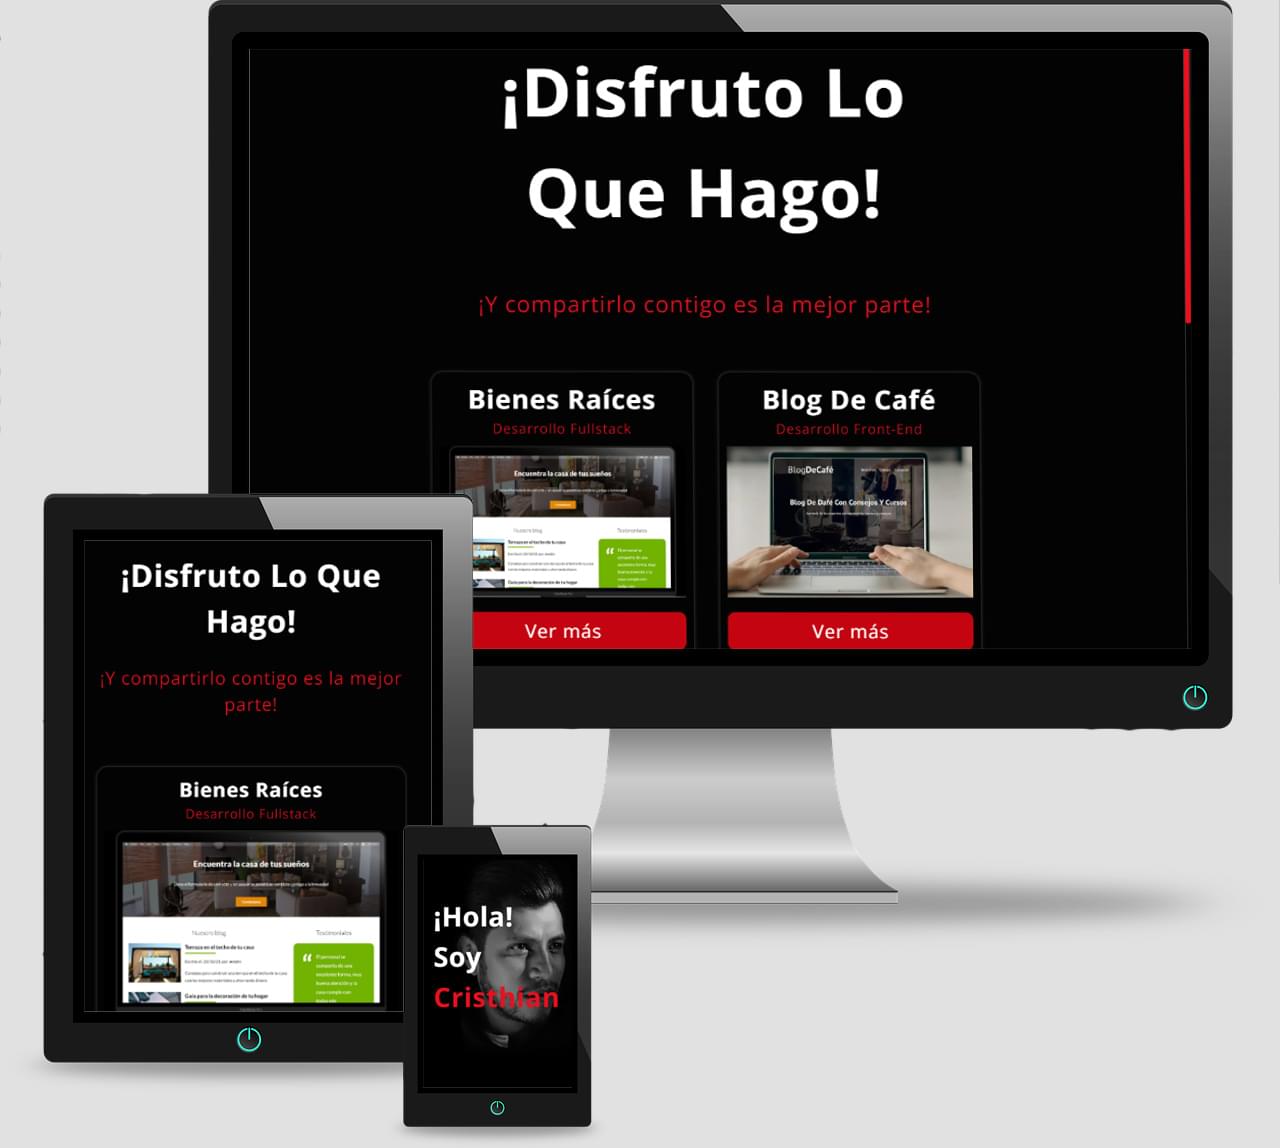 ¡Disfruto Lo
Que Hago!
¡Y compartirlo contigo es la mejor parte!
Bienes Raíces
Desarrollo Fullstack
Encuentra la casa de tus sueños
Nuestro blog
Testimoniales
Terraza en el techo de tu casa
Guía para la decoración de tu hogar
Ver más
Blog De Café
Desarrollo Front-End
BlogDeCafé
Blog De Café Con Consejos Y Cursos
Ver más
¡Disfruto Lo Que
Hago!
¡Y compartirlo contigo es la mejor
parte!
Bienes Raíces
Desarrollo Fullstack
Encuentra la casa de tus sueños
Nuestro blog
Testimoniales
Terraza en el techo de tu casa
Guía para la decoración de tu hogar
¡Hola!
Soy
Cristhian